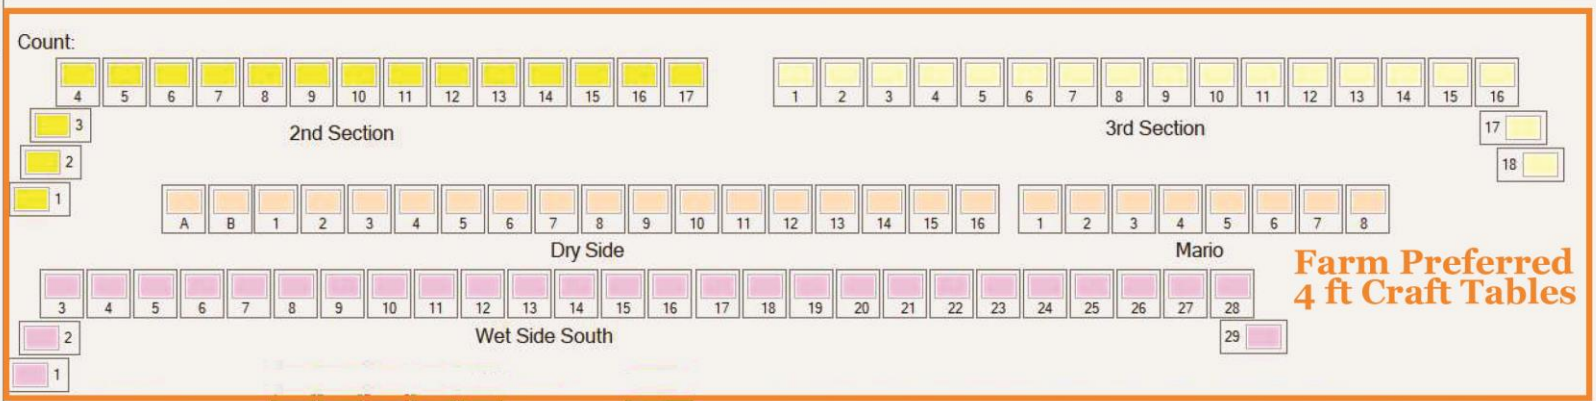 Count:
4 5 6 7 8 9 10 11 12 13 14 15 16 17
1 2 3 4 5 6 7 8 9 10 11 12 13 14 15 16
3
2nd Section
3rd Section
17
2
18
1
A B 1 2 3 4 5 6 7 8 9 10 11 12 13 14 15 16
1 2 3 4 5 6 7 8
Dry Side
Mario
Farm Preferred
4 ft Craft Tables
3 4 5 6 7 8 9 10 11 12 13 14 15 16 17 18 19 20 21 22 23 24 25 26 27 28
2
Wet Side South
29
1